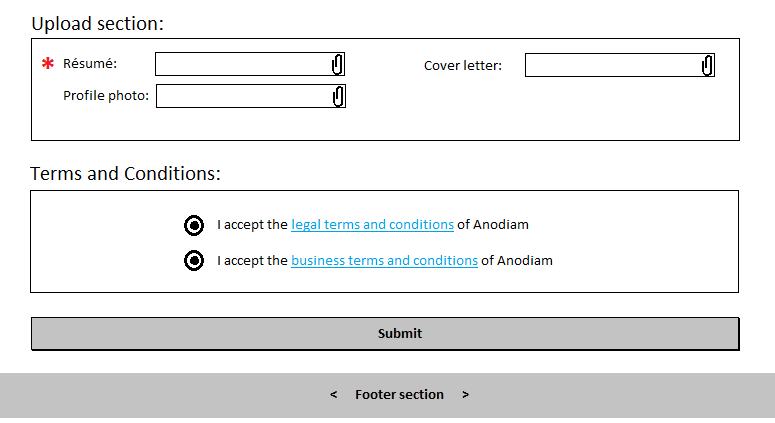 Upload section:
* Résumé: Cover letter:
Profile photo:
Terms and Conditions:
I accept the legal terms and conditions of Anodiam
I accept the business terms and conditions of Anodiam
Submit
< Footer section >